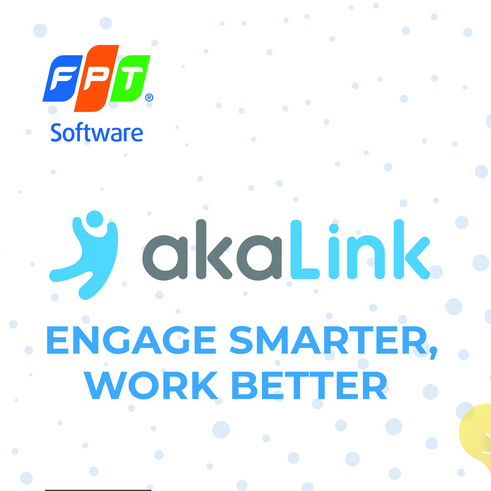 FPT®
Software
akaLink
ENGAGE SMARTER,
WORK BETTER